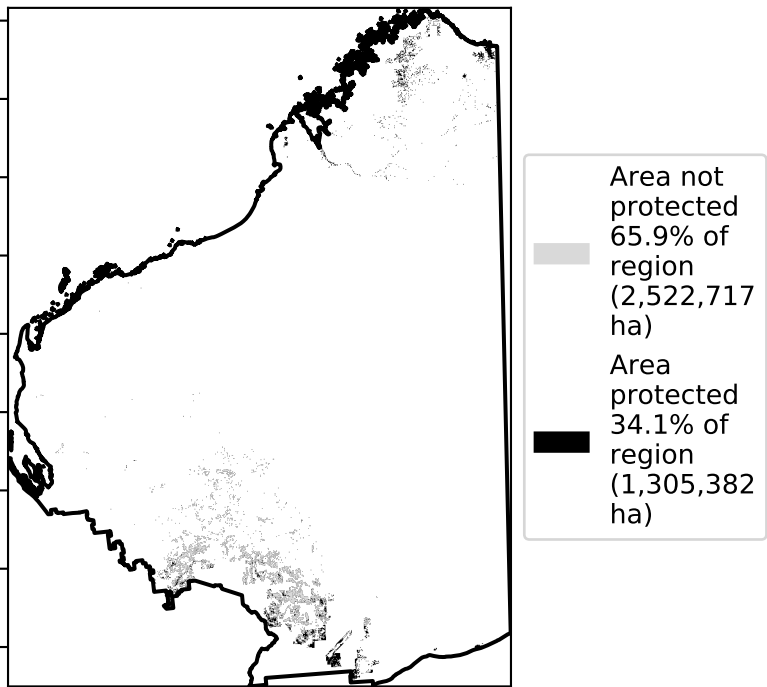 Area not
protected
65.9% of
region
(2,522,717
ha)
Area
protected
34.1% of
region
(1,305,382
ha)